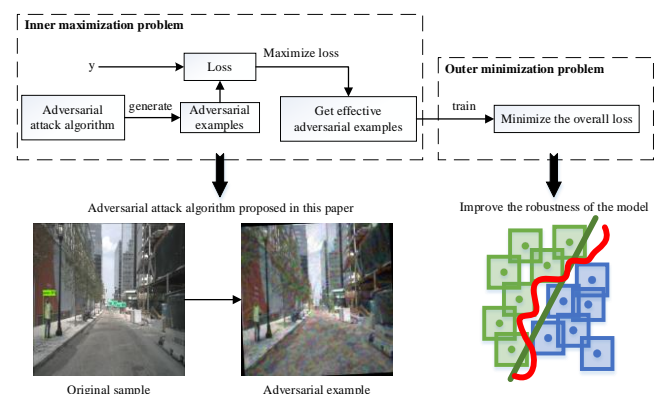 Inner maximization problem
y
Loss
Maximize loss
Adversarial
attack algorithm
generate
Adversarial
examples
Get effective
adversarial examples
Outer minimization problem
train
Minimize the overall loss
Adversarial attack algorithm proposed in this paper
Improve the robustness of the model
Original sample
Adversarial example